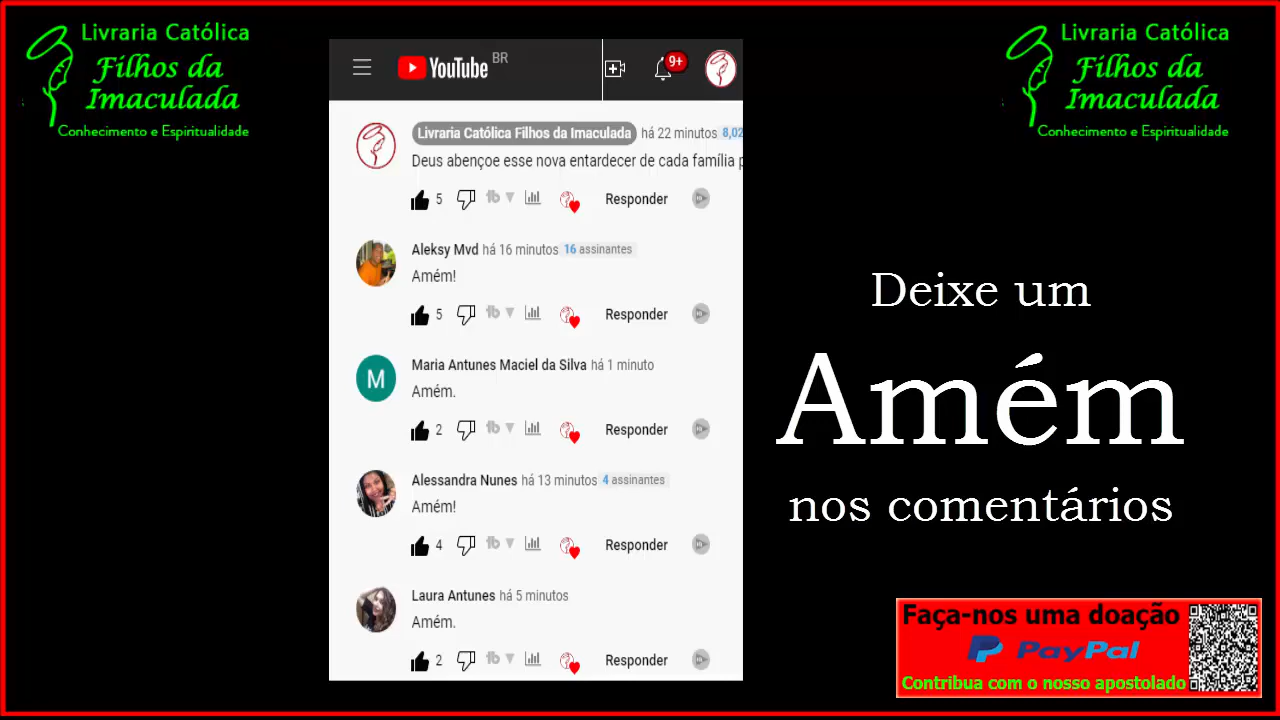 Livraria Católica
Filhos da
Imaculada
Conhecimento e Espiritualidade
YouTube BR
9+
Livraria Católica Filhos da Imaculada há 22 minutos 8,02
Deus abençoe esse nova entardecer de cada família
5 Responder
Aleksy Mvd há 16 minutos 16 assinantes
Amém!
5 Responder
M
Maria Antunes Maciel da Silva há 1 minuto
Amém.
2 Responder
Alessandra Nunes há 13 minutos 4 assinantes
Amém!
4 Responder
Laura Antunes há 5 minutos
Amém.
2 Responder
Livraria Católica
Filhos da
Imaculada
Conhecimento e Espiritualidade
Deixe um
Amém
nos comentários
Faça-nos uma doação
PayPal
Contribua com o nosso apostolado